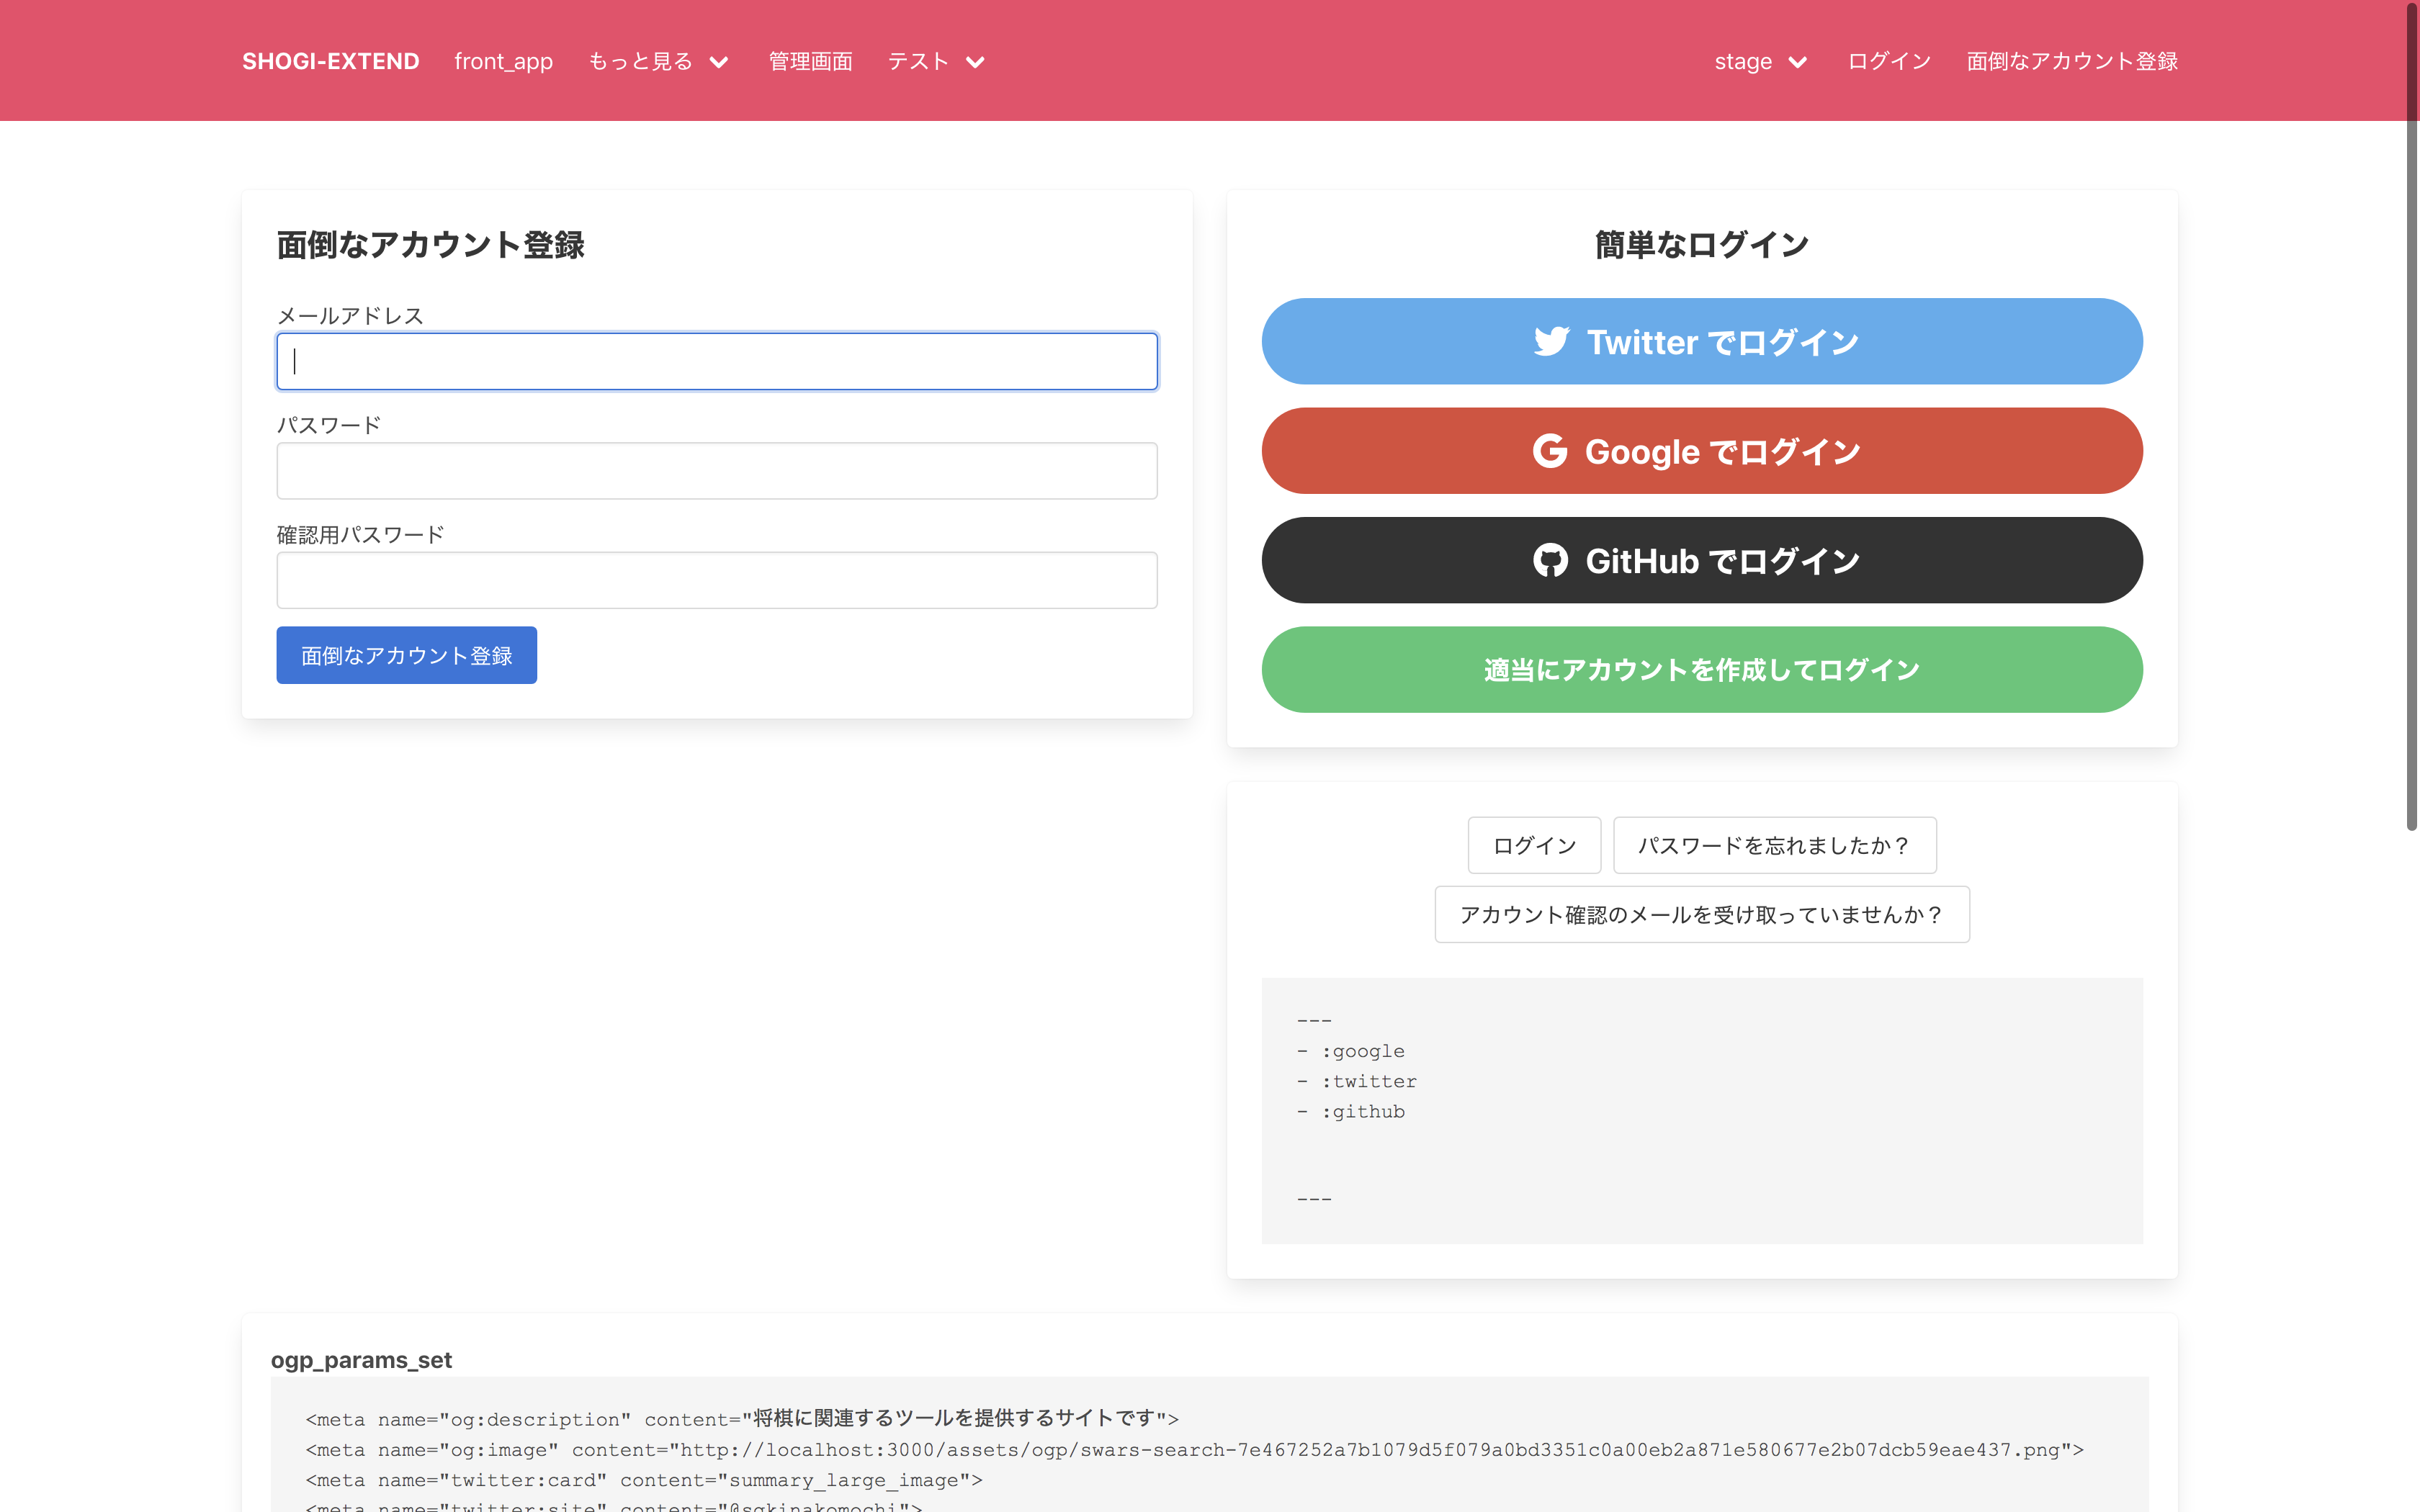 SHOGI-EXTEND front_app もっと見る 管理画面 テスト stage ログイン 面倒なアカウント登録
面倒なアカウント登録
メールアドレス
パスワード
確認用パスワード
面倒なアカウント登録
簡単なログイン
Twitter でログイン
Google でログイン
GitHub でログイン
適当にアカウントを作成してログイン
ログイン パスワードを忘れましたか？
アカウント確認のメールを受け取っていませんか？
---
- :google
- :twitter
- :github
---
ogp_params_set
<meta name="og:description" content="将棋に関連するツールを提供するサイトです">
<meta name="og:image" content="http://localhost:3000/assets/ogp/swars-search-7e467252a7b1079d5f079a0bd3351c0a00eb2a871e580677e2b07dcb59eae437.png">
<meta name="twitter:card" content="summary_large_image">
<meta name="twitter:site" content="@sgkinakomochi">